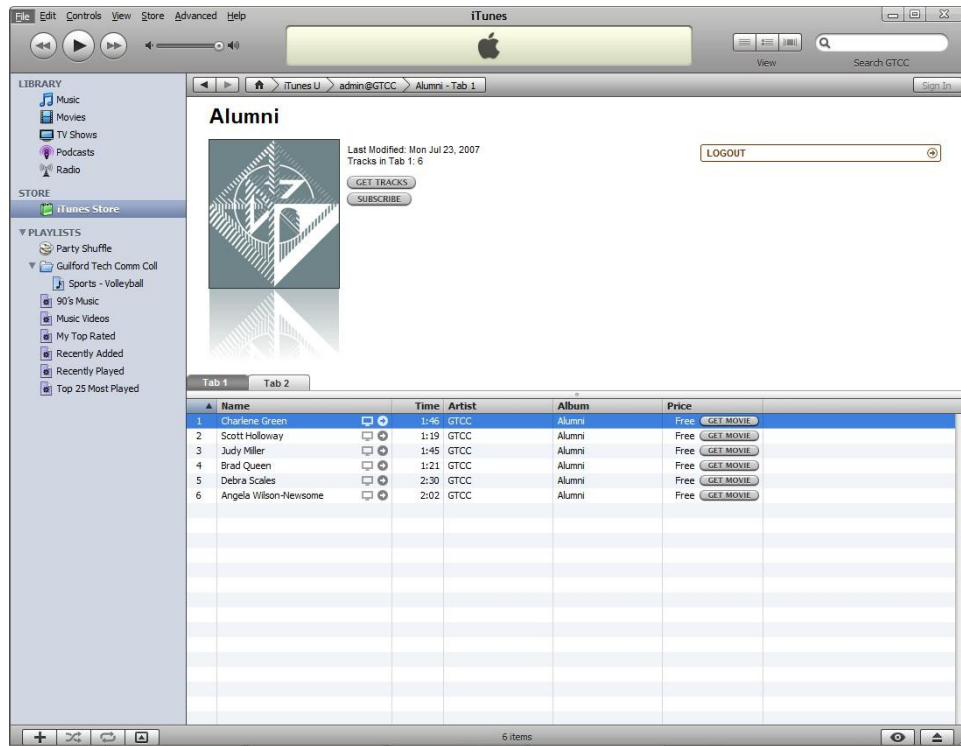 File Edit Controls View Store Advanced Help iTunes
View Search GTCC
LIBRARY
Music
Movies
TV Shows
Podcasts
Radio
STORE
iTunes Store
PLAYLISTS
Party Shuffle
Guilford Tech Comm Coll
Sports - Volleyball
90's Music
Music Videos
My Top Rated
Recently Added
Recently Played
Top 25 Most Played
iTunes U admin@GTCC Alumni - Tab 1 Sign In
Alumni
Last Modified: Mon Jul 23, 2007
Tracks in Tab 1: 6
GET TRACKS
SUBSCRIBE
LOGOUT
Tab 1 Tab 2
Name Time Artist Album Price
1 Charlene Green 1:46 GTCC Alumni Free GET MOVIE
2 Scott Holloway 1:19 GTCC Alumni Free GET MOVIE
3 Judy Miller 1:45 GTCC Alumni Free GET MOVIE
4 Brad Queen 1:21 GTCC Alumni Free GET MOVIE
5 Debra Scales 2:30 GTCC Alumni Free GET MOVIE
6 Angela Wilson-Newsome 2:02 GTCC Alumni Free GET MOVIE
6 items